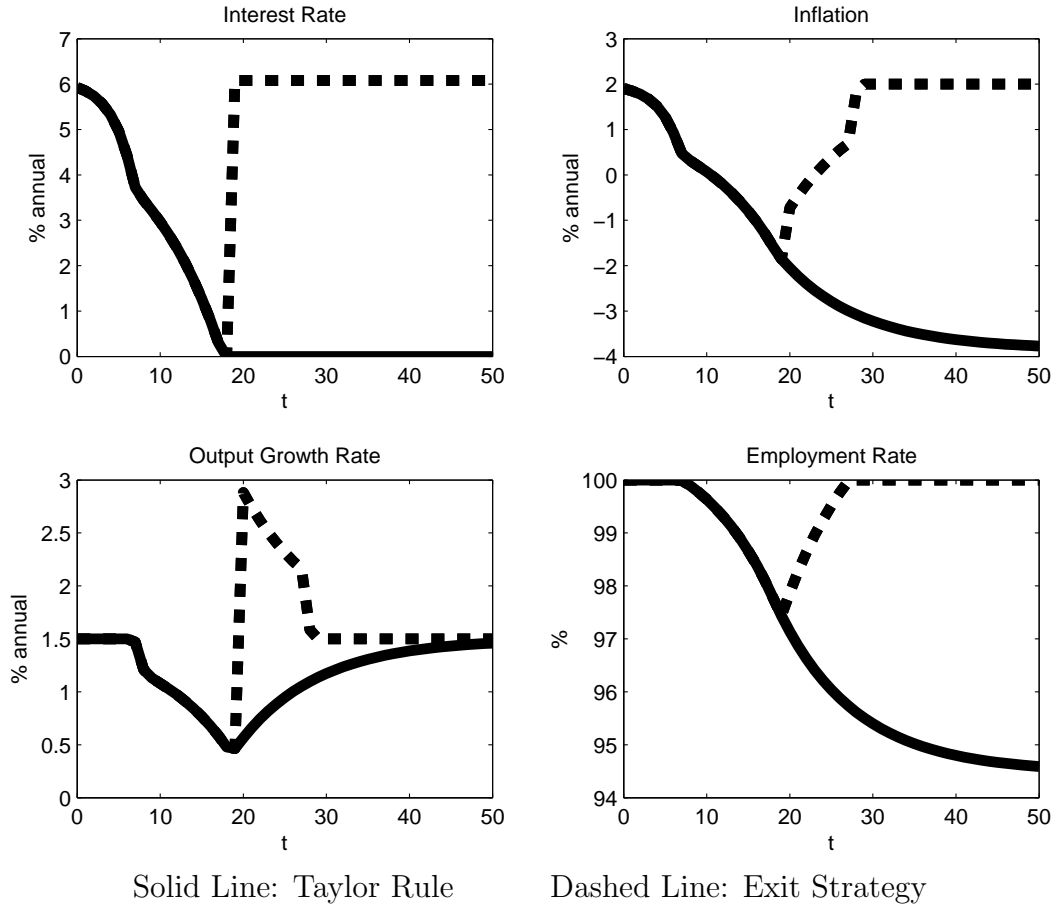 Interest Rate
7
6
5
4
3
2
1
0
% annual
0 10 20 30 40 50
t
Inflation
3
2
1
0
−1
−2
−3
−4
% annual
0 10 20 30 40 50
t
Output Growth Rate
3
2.5
2
1.5
1
0.5
0
% annual
0 10 20 30 40 50
t
Employment Rate
100
99
98
97
96
95
94
%
0 10 20 30 40 50
t
Solid Line: Taylor Rule Dashed Line: Exit Strategy